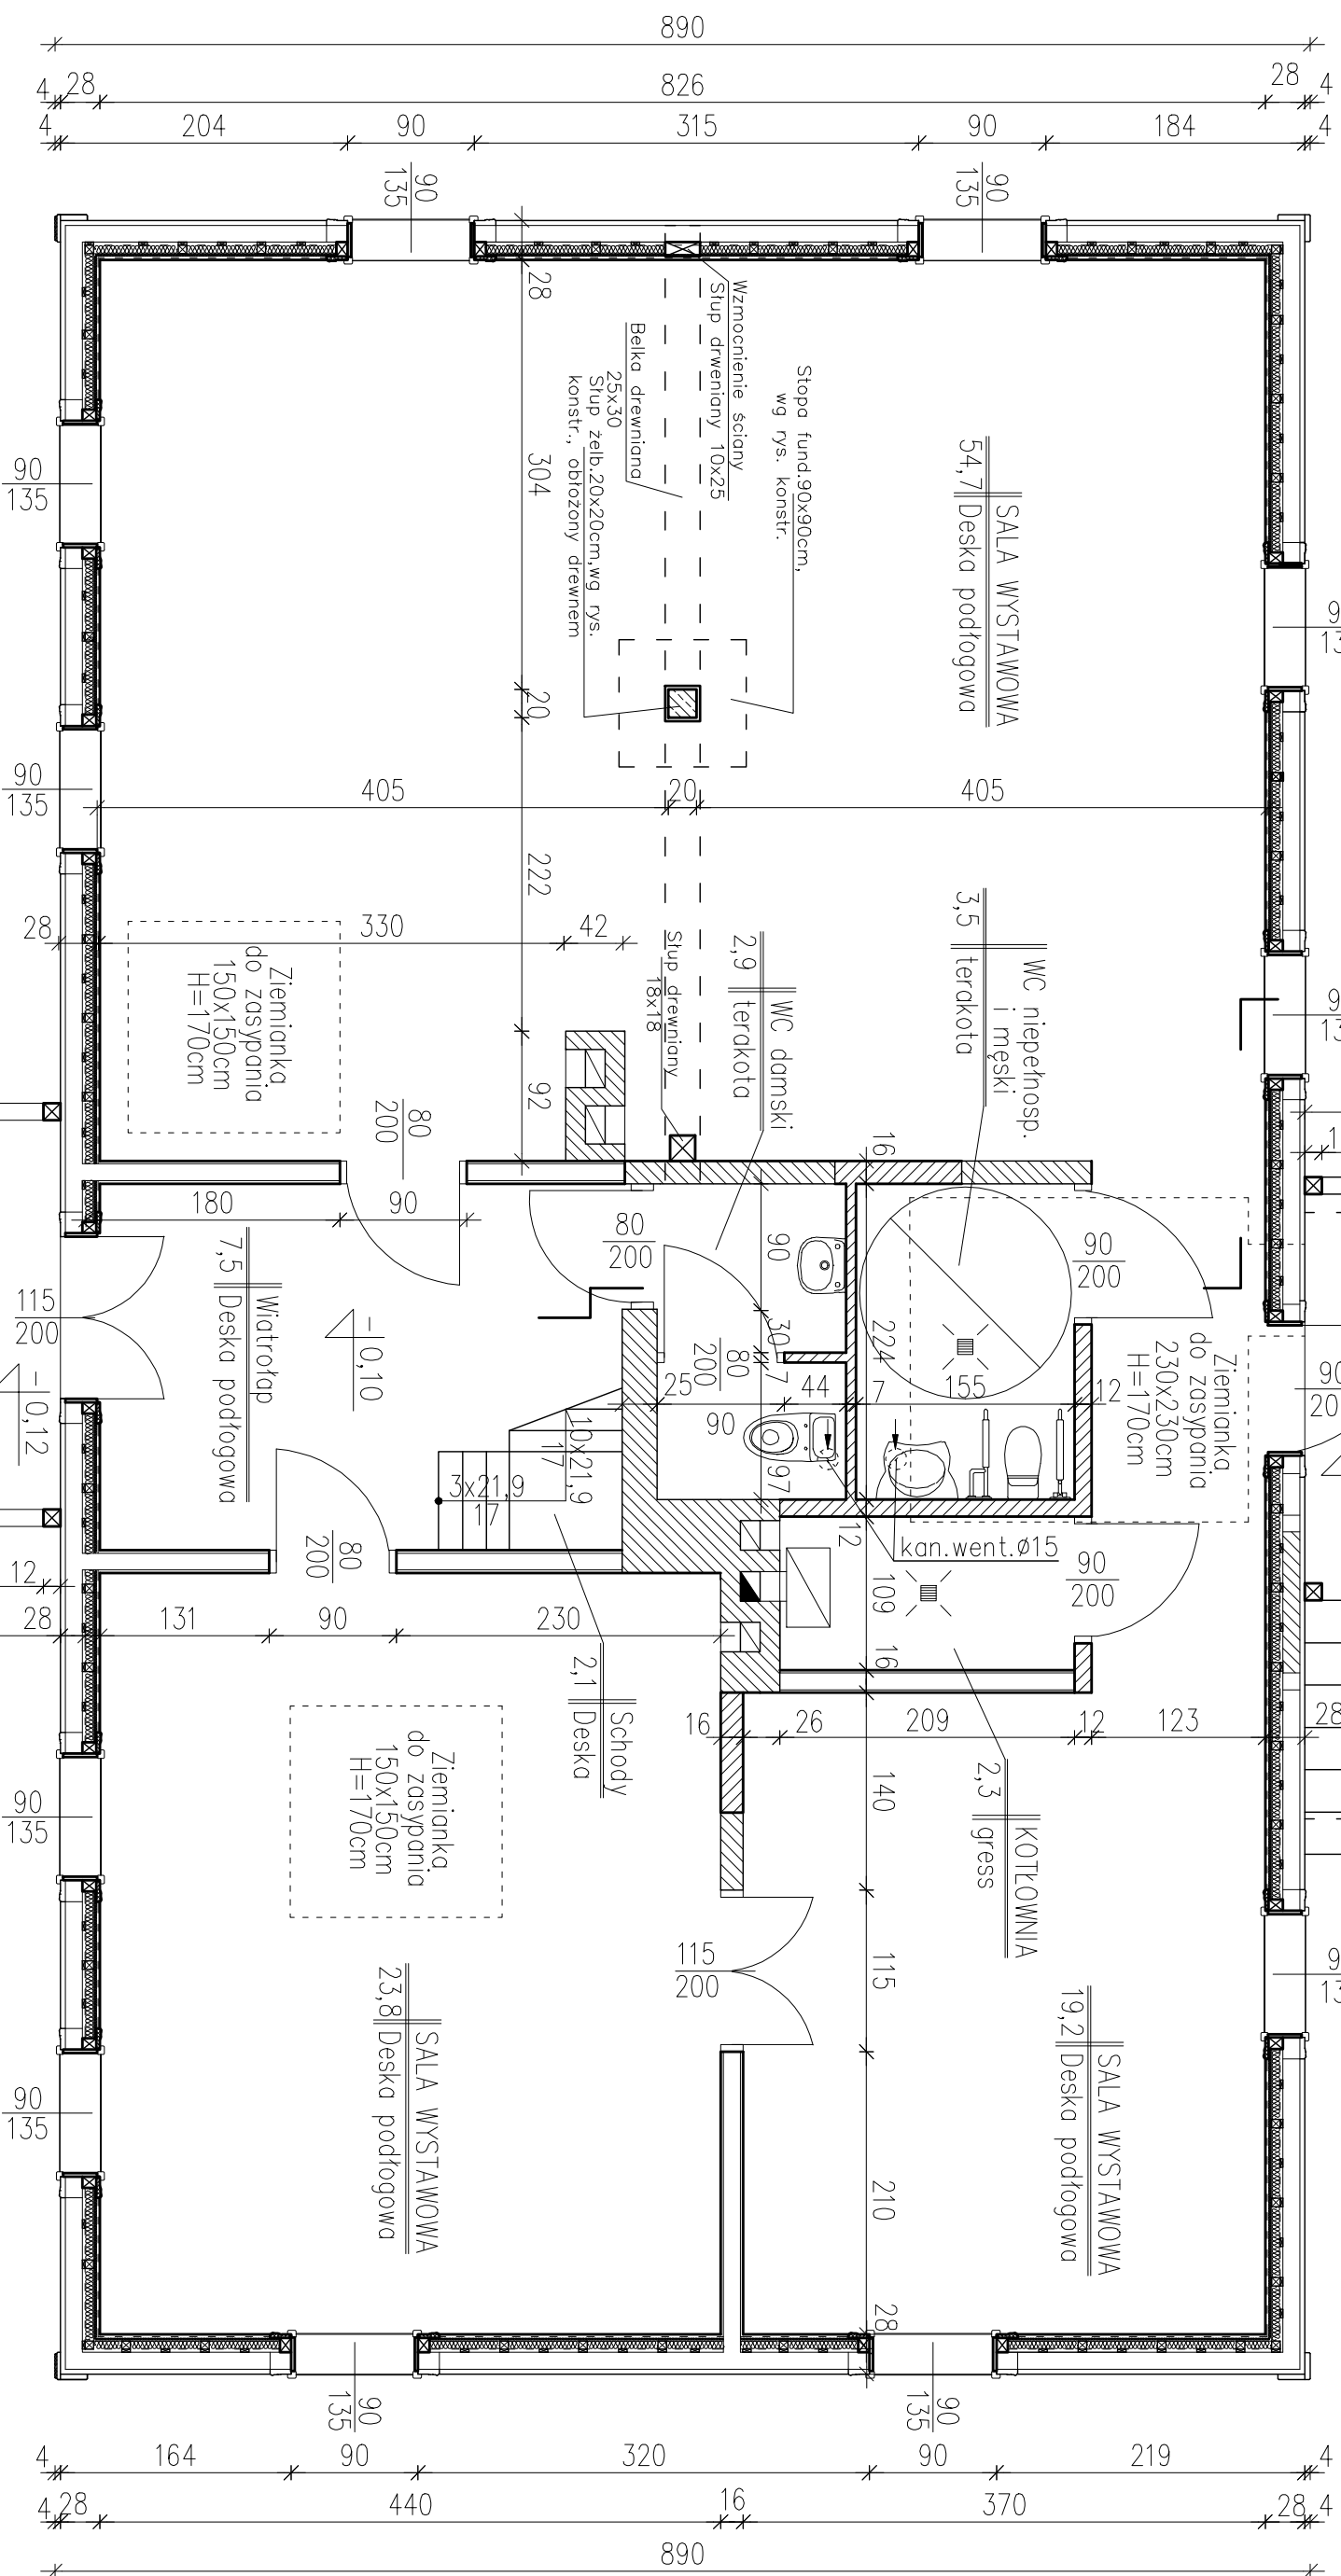 890
4 28 826 28 4
4 204 90 315 90 184 4
90
135
90
135
28
304
20
222
92
Wzmocnienie ściany
Słup drweniany 10x25
Belka drewniana
25x30
Słup żelb.20x20cm,wg rys.
konstr., obłożony drewnem
Stopa fund.90x90cm,
wg rys. konstr.
SALA WYSTAWOWA
54,7 Deska podłogowa
90
135
90
135
405 20 405
28 330 42
Ziemianka
do zasypania
150x150cm
H=170cm
Słup drewniany
18x18
WC damski
2,9 terakota
WC niepełnosp.
i męski
3,5 terakota
80
200
180 90
80
200
90
200
16
90
30
7
97
224
80
200
115
200
-0,12
-0,10
Wiatrołap
7,5 Deska podłogowa
25 44 7 155 12
90
10x21,9
17
3x21,9
17
Ziemianka
do zasypania
230x230cm
H=170cm
kan.went.ø15
80
200
90
200
12
109
16
12
28 131 90 230
Schody
2,1 Deska
16 26 209 12 123 28
KOTŁOWNIA
2,3 gress
Ziemianka
do zasypania
150x150cm
H=170cm
90
135
140
115
210
28
115
200
SALA WYSTAWOWA
23,8 Deska podłogowa
SALA WYSTAWOWA
19,2 Deska podłogowa
90
135
90
135
90
135
4 164 90 320 90 219 4
4 28 440 16 370 28 4
890